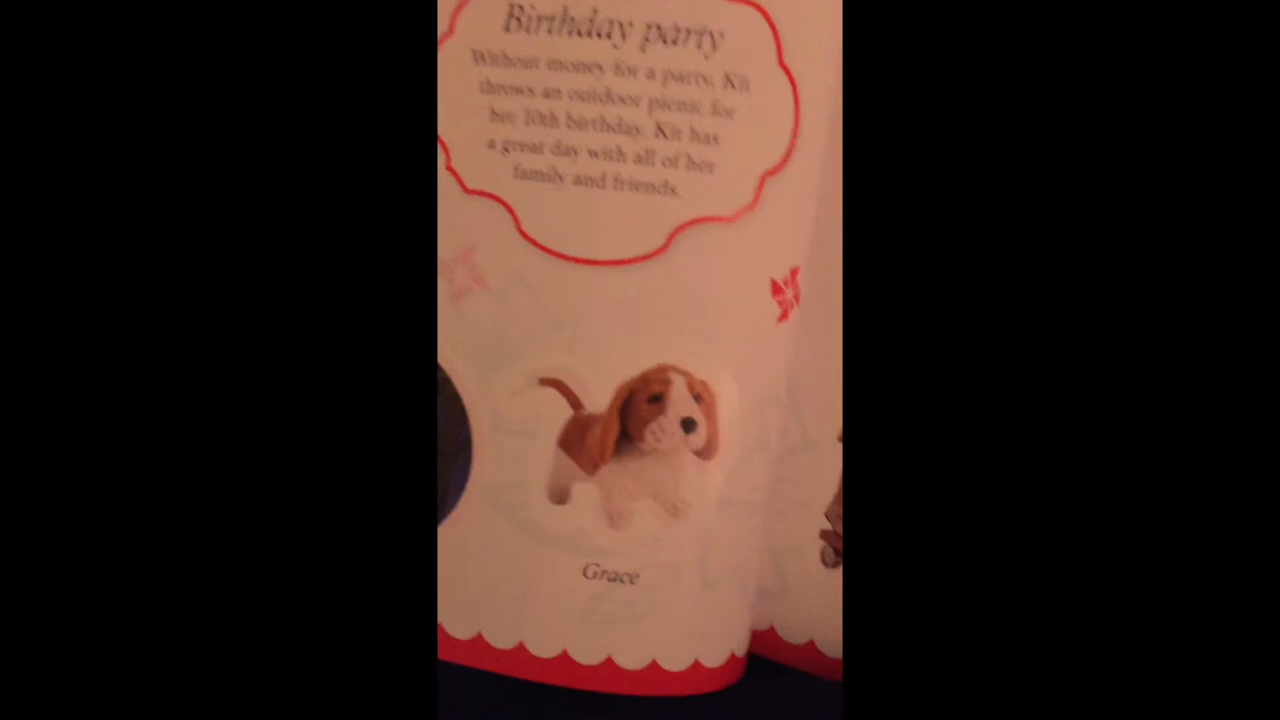 Birthday party
Without money for a party, Kit
throws an outdoor picnic for
her 10th birthday. Kit has
a great day with all of her
family and friends.
Grace